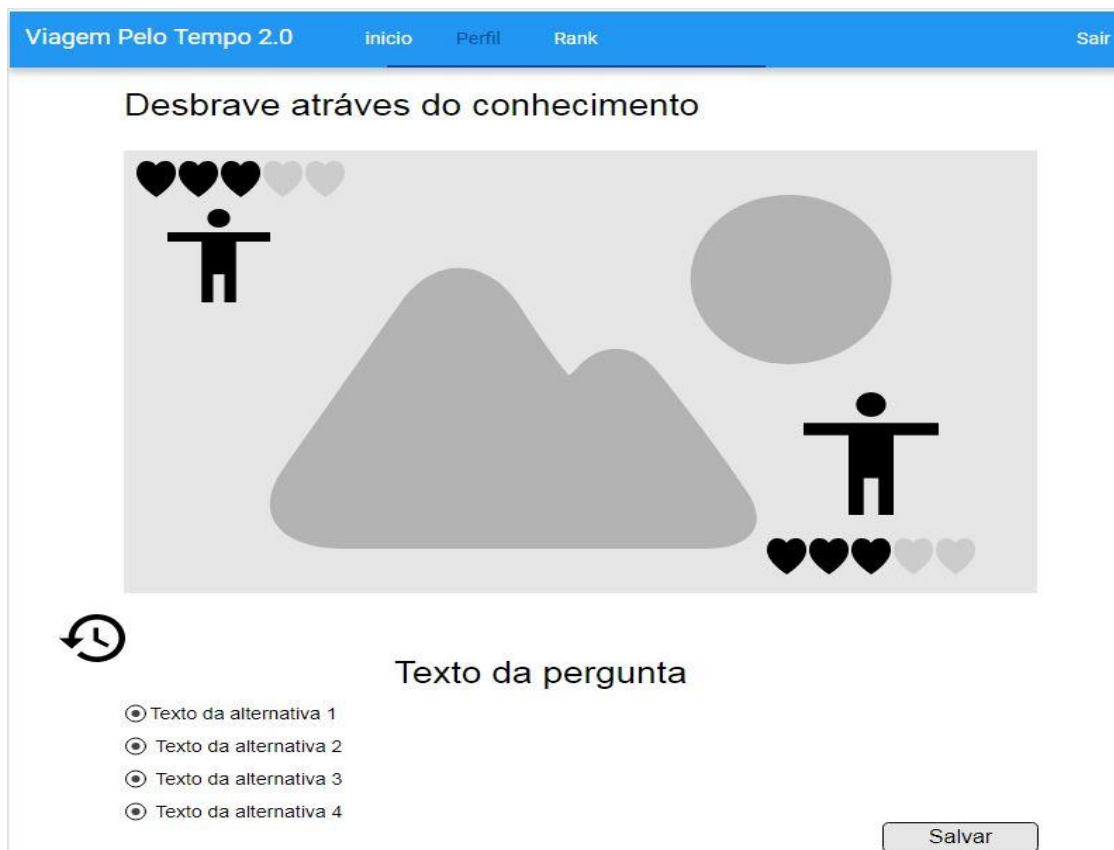 Viagem Pelo Tempo 2.0 inicio Perfil Rank Sair
Desbrave atráves do conhecimento
Texto da pergunta
Texto da alternativa 1
Texto da alternativa 2
Texto da alternativa 3
Texto da alternativa 4
Salvar